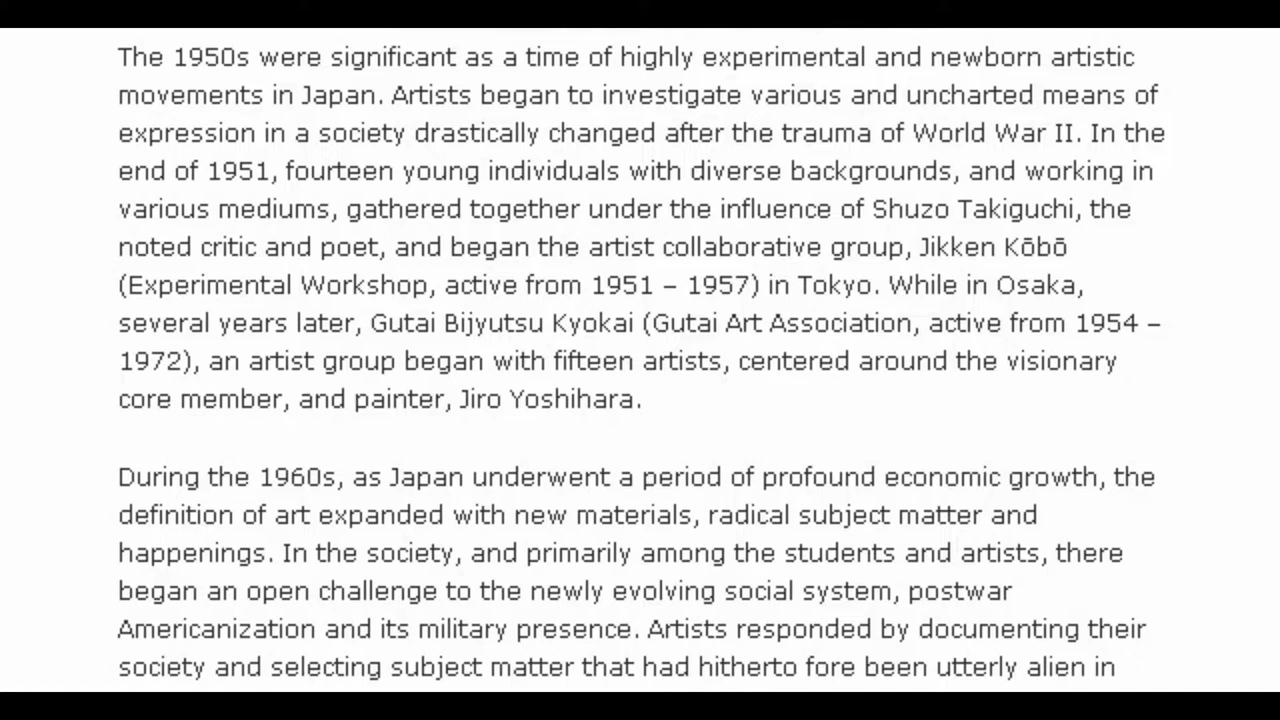 The 1950s were significant as a time of highly experimental and newborn artistic
movements in Japan. Artists began to investigate various and uncharted means of
expression in a society drastically changed after the trauma of World War II. In the
end of 1951, fourteen young individuals with diverse backgrounds, and working in
various mediums, gathered together under the influence of Shuzo Takiguchi, the
noted critic and poet, and began the artist collaborative group, Jikken Kōbō
(Experimental Workshop, active from 1951 – 1957) in Tokyo. While in Osaka,
several years later, Gutai Bijyutsu Kyokai (Gutai Art Association, active from 1954 –
1972), an artist group began with fifteen artists, centered around the visionary
core member, and painter, Jiro Yoshihara.
During the 1960s, as Japan underwent a period of profound economic growth, the
definition of art expanded with new materials, radical subject matter and
happenings. In the society, and primarily among the students and artists, there
began an open challenge to the newly evolving social system, postwar
Americanization and its military presence. Artists responded by documenting their
society and selecting subject matter that had hitherto fore been utterly alien in